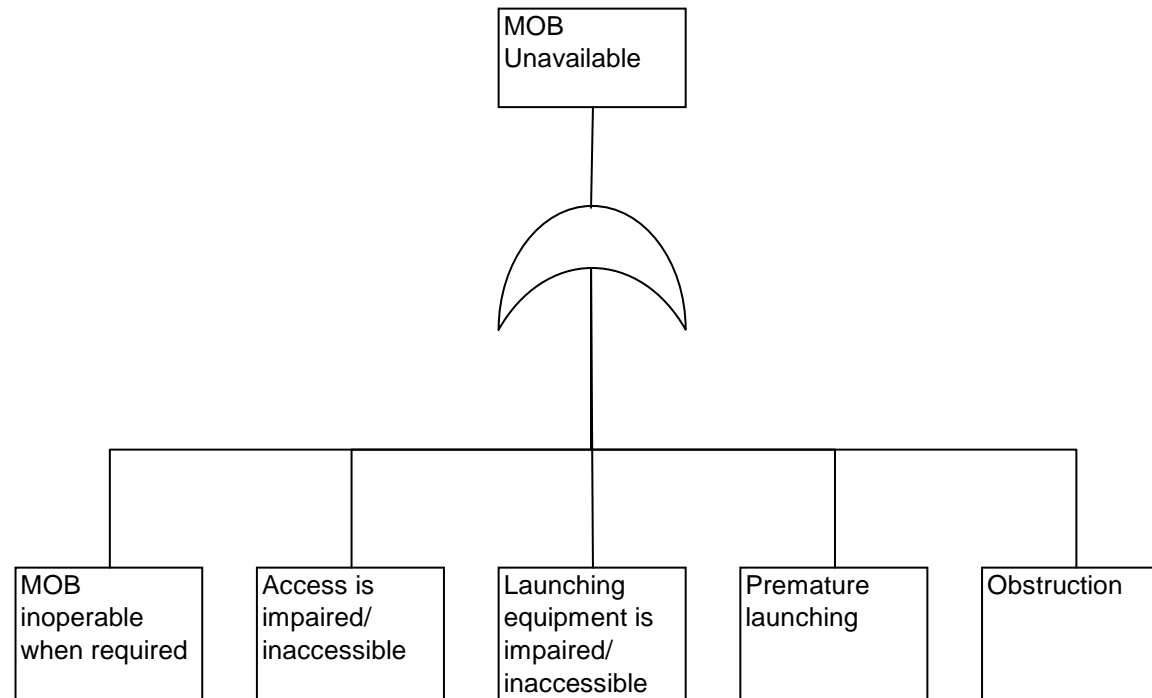 MOB
Unavailable
MOB
inoperable
when required
Access is
impaired/
inaccessible
Launching
equipment is
impaired/
inaccessible
Premature
launching
Obstruction